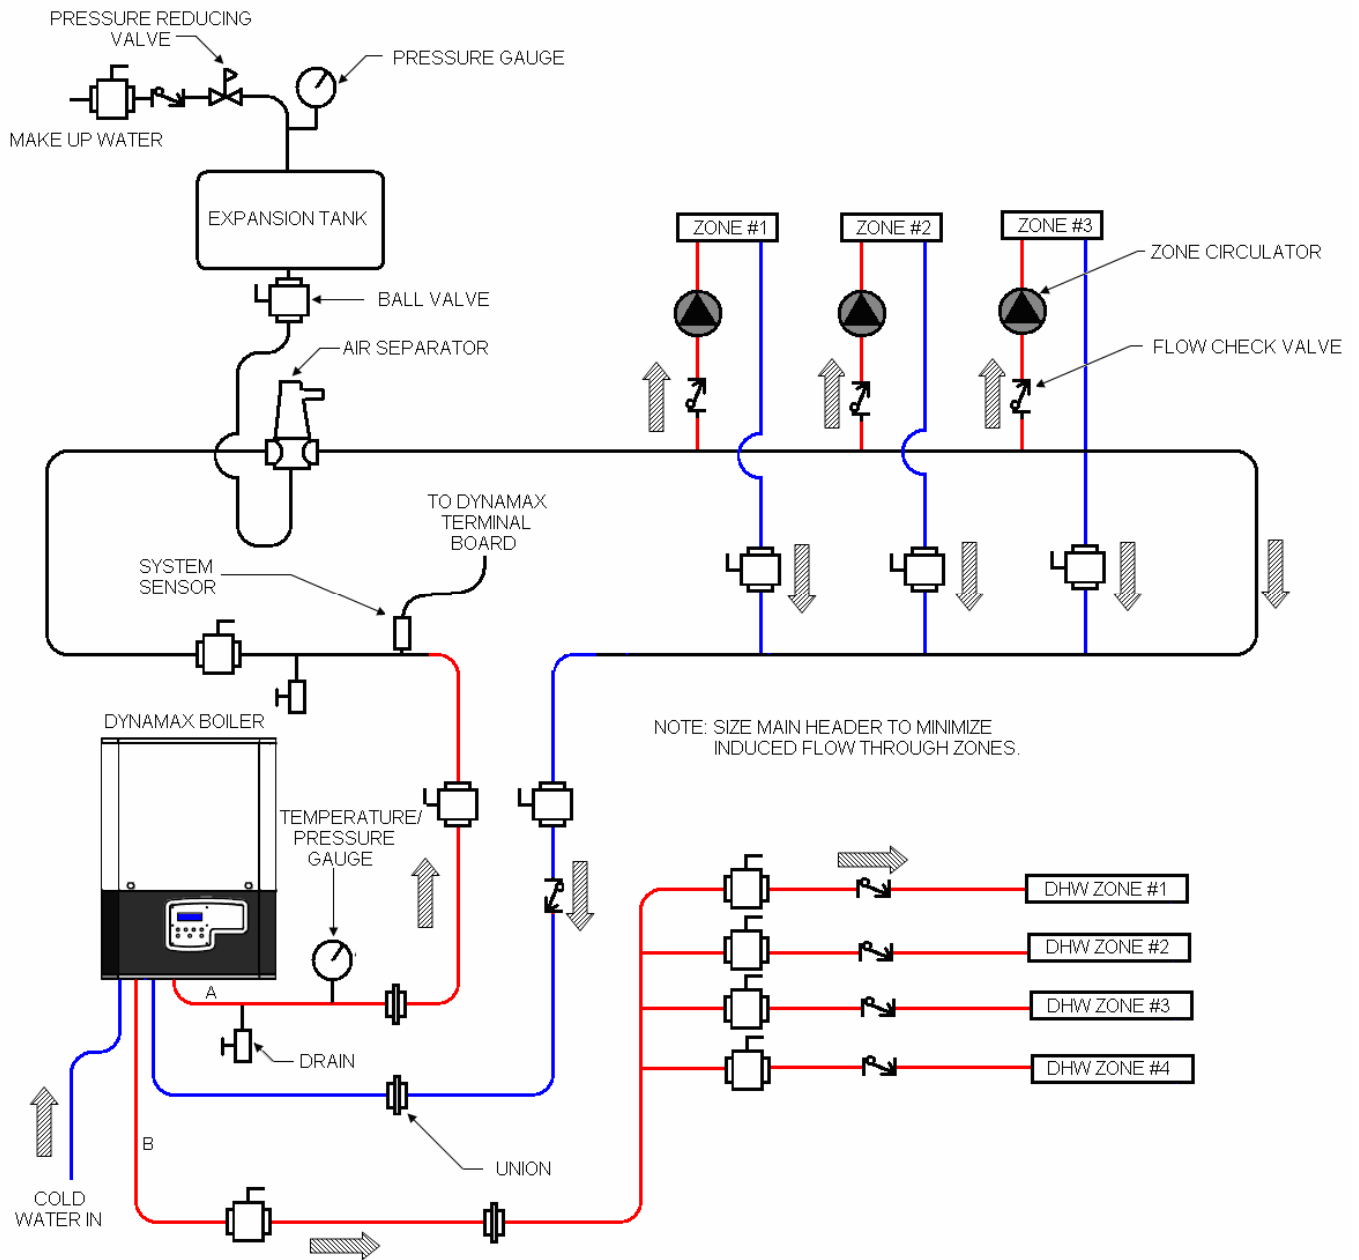 PRESSURE REDUCING
VALVE
PRESSURE GAUGE
MAKE UP WATER
EXPANSION TANK
BALL VALVE
AIR SEPARATOR
ZONE #1
ZONE #2
ZONE #3
ZONE CIRCULATOR
FLOW CHECK VALVE
TO DYNAMAX
TERMINAL
BOARD
SYSTEM
SENSOR
DYNAMAX BOILER
NOTE: SIZE MAIN HEADER TO MINIMIZE
INDUCED FLOW THROUGH ZONES.
TEMPERATURE/
PRESSURE
GAUGE
DHW ZONE #1
DHW ZONE #2
DHW ZONE #3
DHW ZONE #4
A
DRAIN
B
UNION
COLD
WATER IN